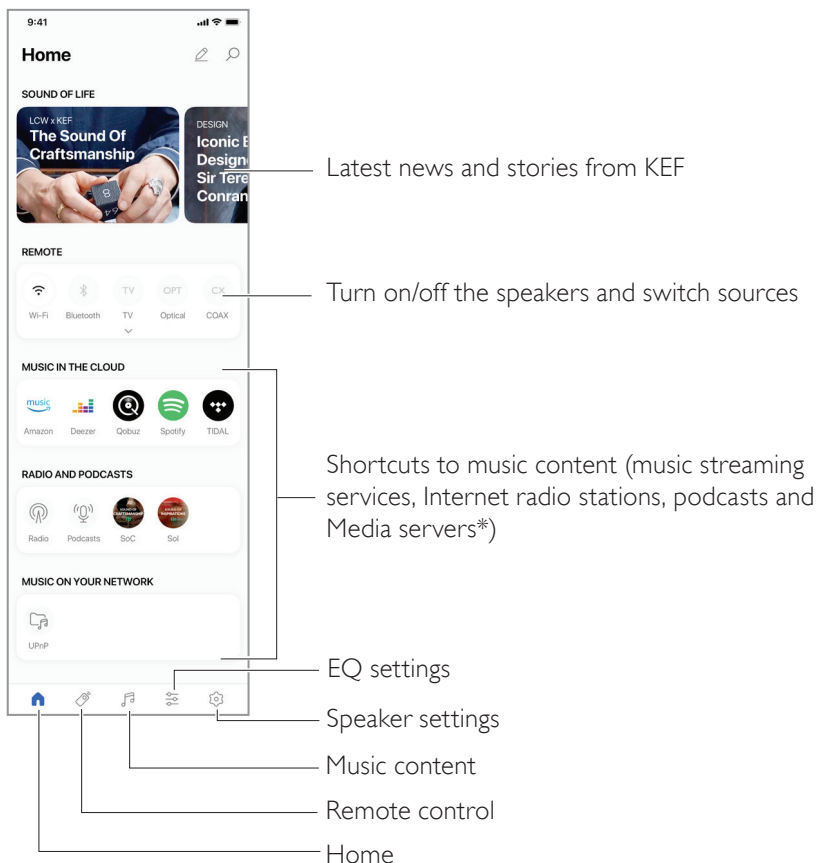 9:41
Home
SOUND OF LIFE
LCW x KEF
The Sound Of
Craftsmanship
DESIGN
Iconic
Design
Sir Tere
Conran
Latest news and stories from KEF
REMOTE
TV OPT CX
Wi-Fi Bluetooth TV Optical COAX
Turn on/off the speakers and switch sources
MUSIC IN THE CLOUD
music
Amazon Deezer Qobuz Spotify TIDAL
RADIO AND PODCASTS
Radio Podcasts SoC SoI
Shortcuts to music content (music streaming
services, Internet radio stations, podcasts and
Media servers*)
MUSIC ON YOUR NETWORK
UPnP
EQ settings
Speaker settings
Music content
Remote control
Home